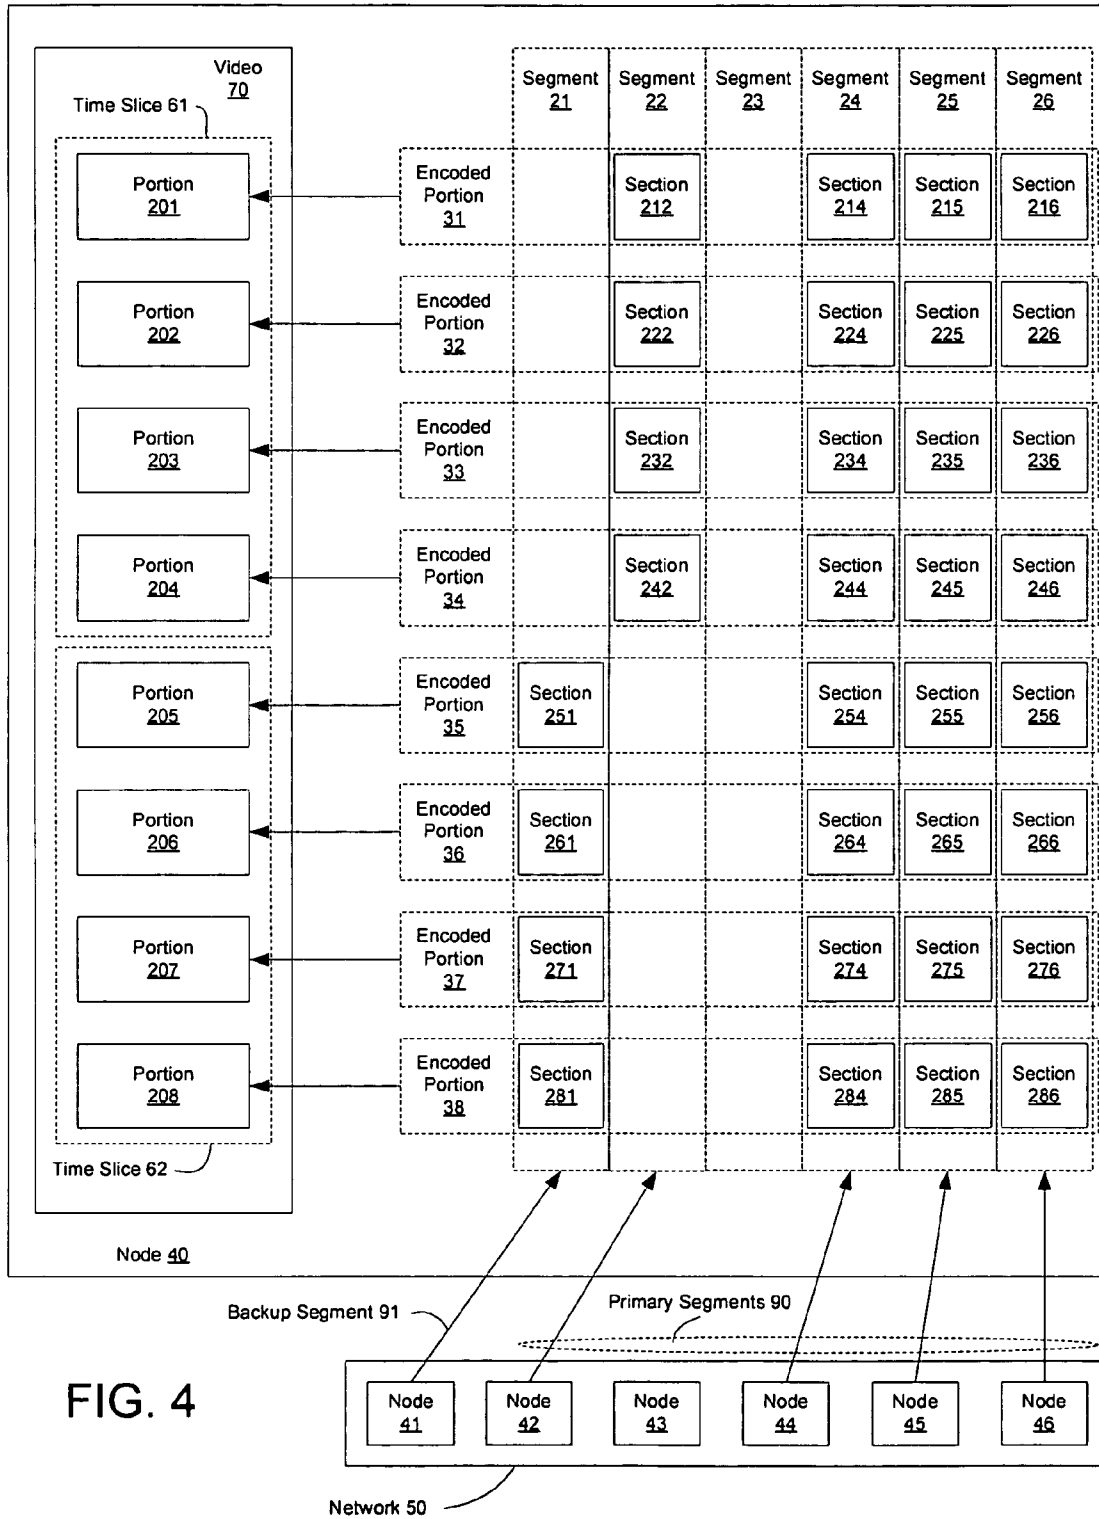 Video
70
Time Slice 61
Segment
21
Segment
22
Segment
23
Segment
24
Segment
25
Segment
26
Portion
201
Encoded
Portion
31
Section
212
Section
214
Section
215
Section
216
Portion
202
Encoded
Portion
32
Section
222
Section
224
Section
225
Section
226
Portion
203
Encoded
Portion
33
Section
232
Section
234
Section
235
Section
236
Portion
204
Encoded
Portion
34
Section
242
Section
244
Section
245
Section
246
Portion
205
Encoded
Portion
35
Section
251
Section
254
Section
255
Section
256
Portion
206
Encoded
Portion
36
Section
261
Section
264
Section
265
Section
266
Portion
207
Encoded
Portion
37
Section
271
Section
274
Section
275
Section
276
Portion
208
Encoded
Portion
38
Section
281
Section
284
Section
285
Section
286
Time Slice 62
Node 40
Backup Segment 91
Primary Segments 90
FIG. 4
Node
41
Node
42
Node
43
Node
44
Node
45
Node
46
Network 50